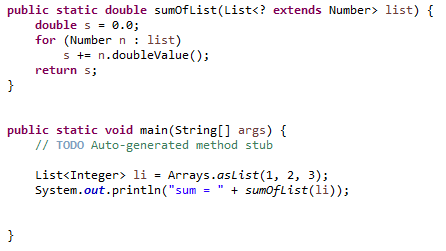 public static double sumOfList(List<? extends Number> list) {
    double s = 0.0;
    for (Number n : list)
        s += n.doubleValue();
    return s;
}
public static void main(String[] args) {
    // TODO Auto-generated method stub
    List<Integer> li = Arrays.asList(1, 2, 3);
    System.out.println("sum = " + sumOfList(li));
}